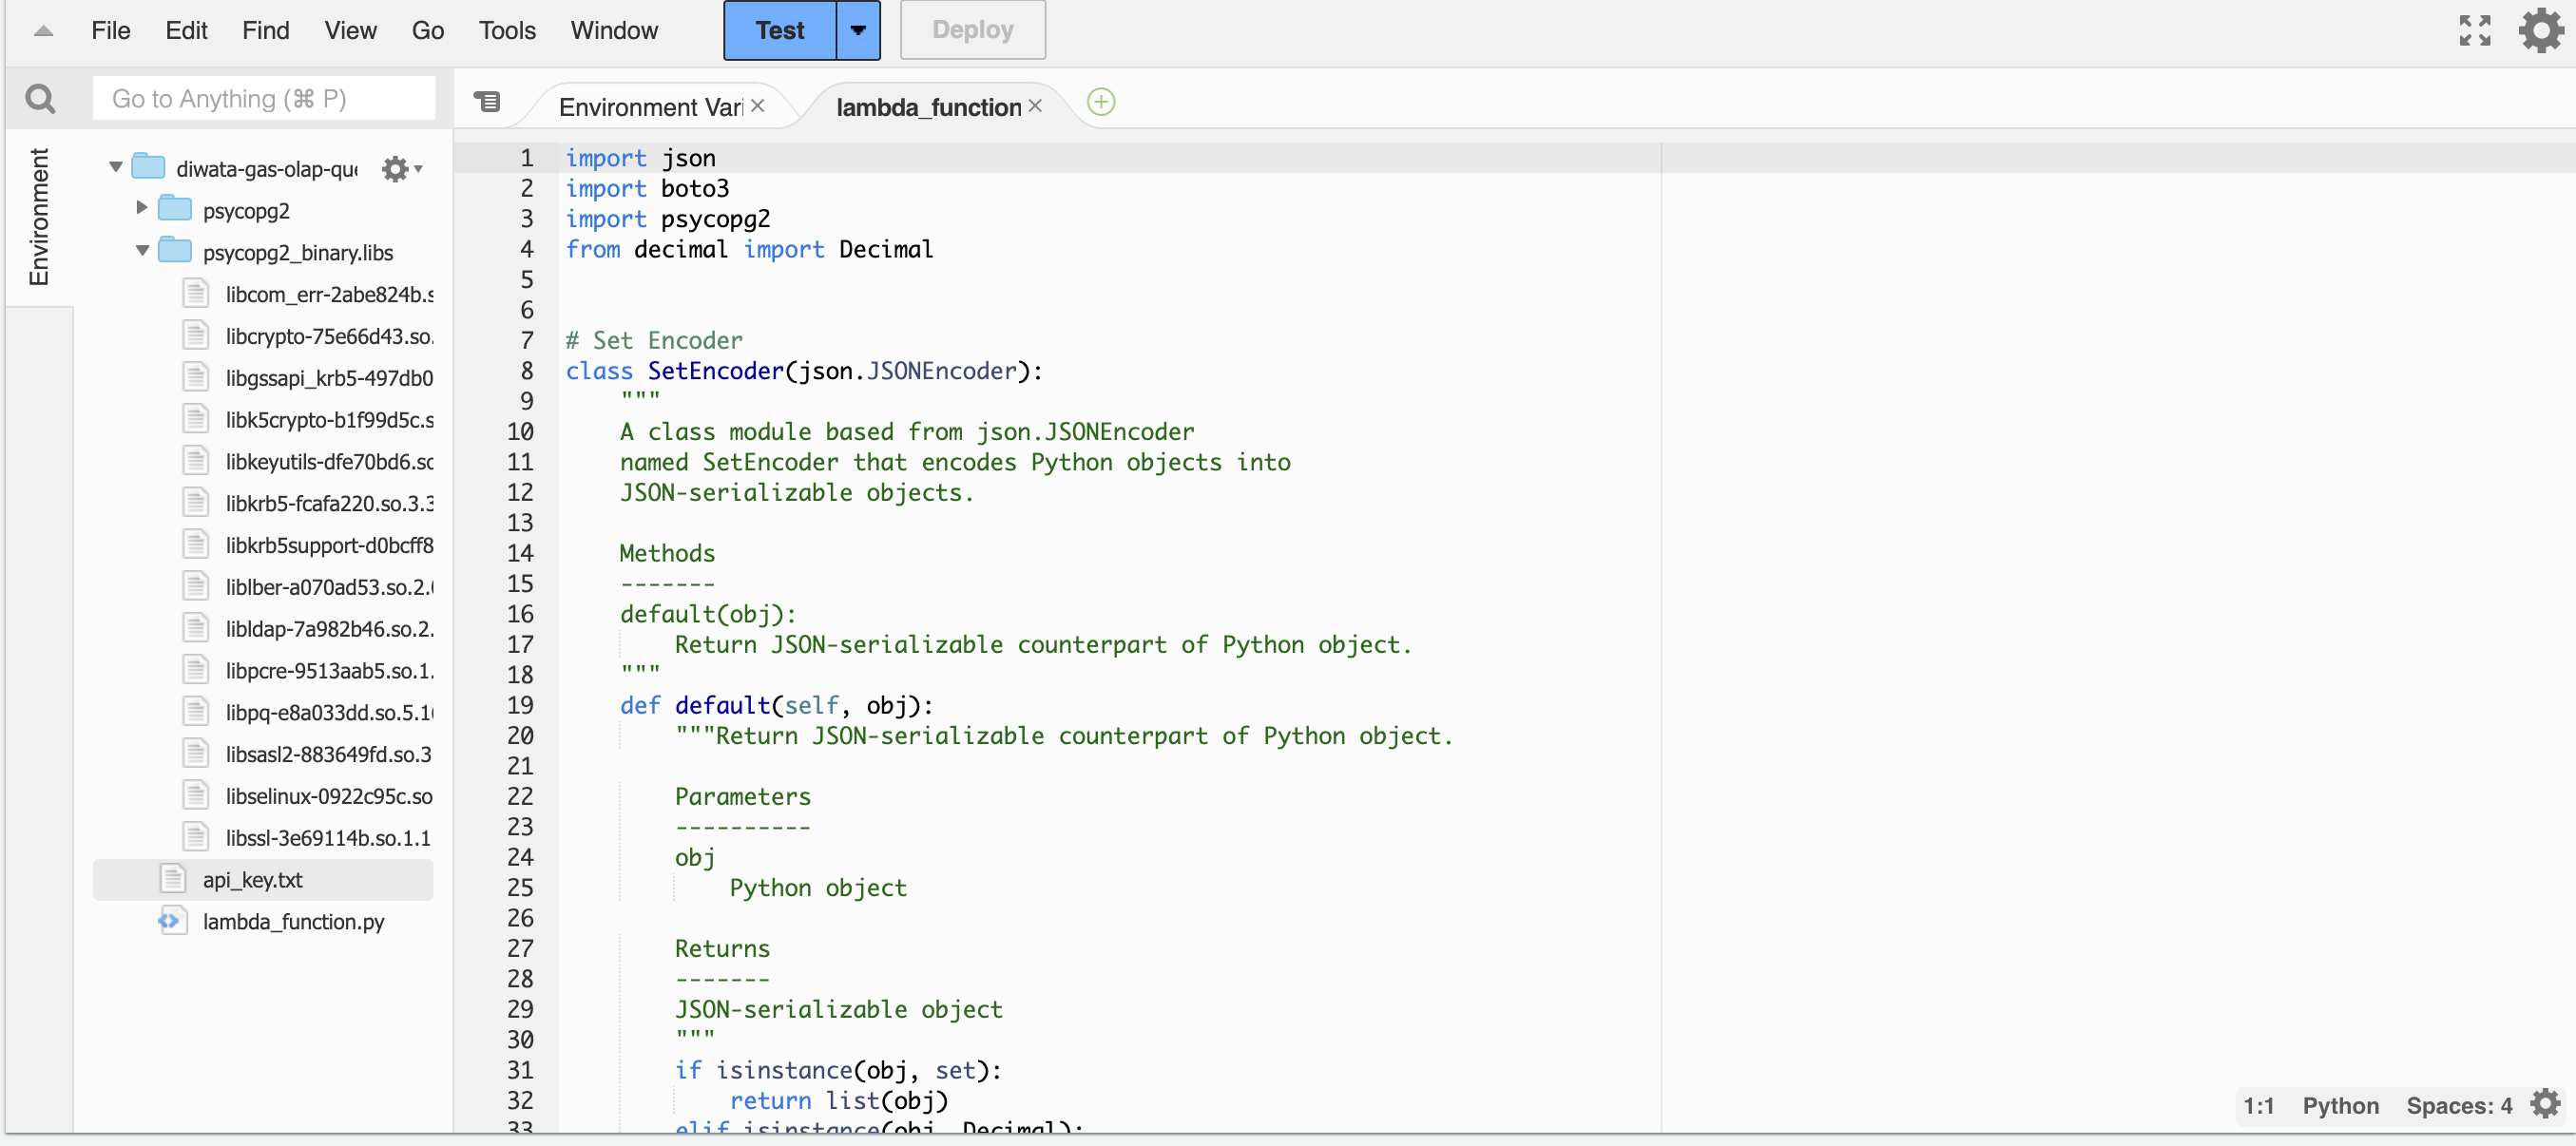 File Edit Find View Go Tools Window Test Deploy
Go to Anything (⌘ P)
Environment Vari
lambda_function
Environment
diwata-gas-olap-que
psycopg2
psycopg2_binary.libs
libcom_err-2abe824b.s
libcrypto-75e66d43.so.
libgssapi_krb5-497db0
libk5crypto-b1f99d5c.s
libkeyutils-dfe70bd6.so
libkrb5-fcafa220.so.3.3
libkrb5support-d0bcff8
liblber-a070ad53.so.2.
libldap-7a982b46.so.2.
libpcre-9513aab5.so.1.
libpq-e8a033dd.so.5.1
libsasl2-883649fd.so.3
libselinux-0922c95c.so
libssl-3e69114b.so.1.1
api_key.txt
lambda_function.py
1 import json
2 import boto3
3 import psycopg2
4 from decimal import Decimal
5
6
7 # Set Encoder
8 class SetEncoder(json.JSONEncoder):
9 """
10 A class module based from json.JSONEncoder
11 named SetEncoder that encodes Python objects into
12 JSON-serializable objects.
13
14 Methods
15 -------
16 default(obj):
17 Return JSON-serializable counterpart of Python object.
18 """
19 def default(self, obj):
20 """Return JSON-serializable counterpart of Python object.
21
22 Parameters
23 ----------
24 obj
25 Python object
26
27 Returns
28 -------
29 JSON-serializable object
30 """
31 if isinstance(obj, set):
32 return list(obj)
33 elif isinstance(obj, Decimal):
1:1 Python Spaces: 4